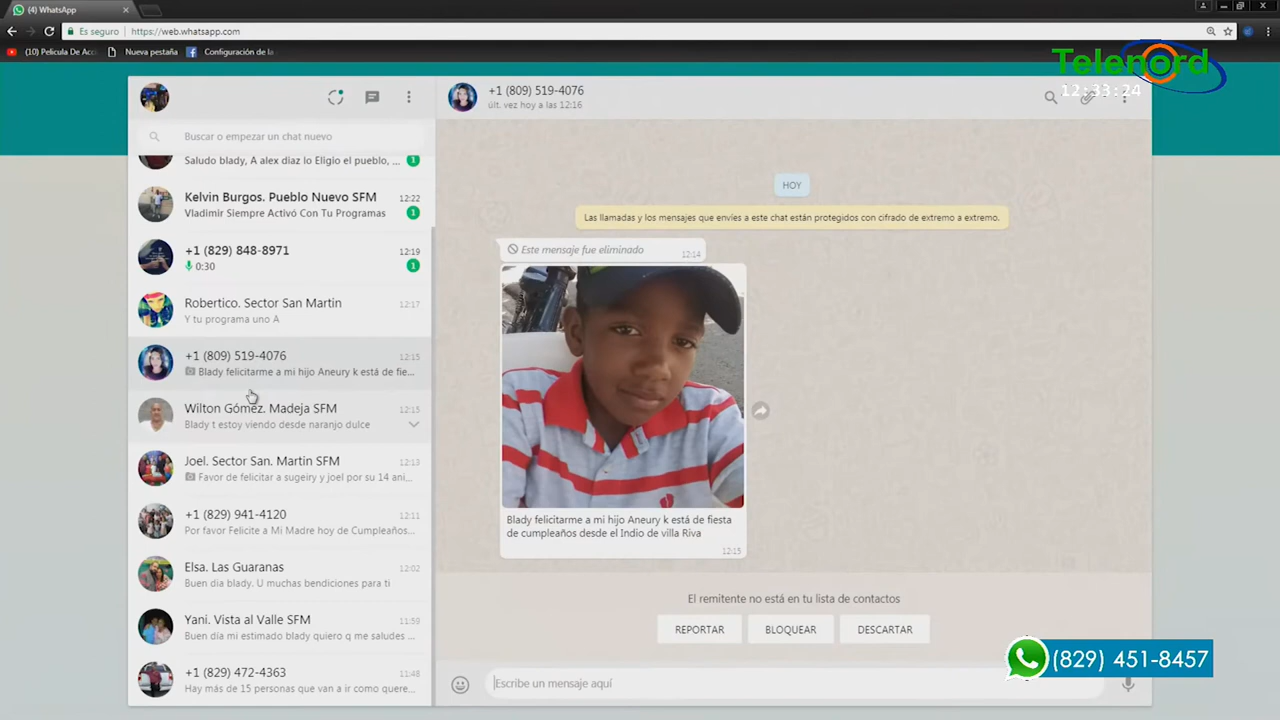 (4) WhatsApp
Es seguro
https://web.whatsapp.com
Nueva pestaña
Configuración de la
Telenord
12:33:24
Buscar o empezar un chat nuevo
Saludo blady, A alex diaz lo Eligio el pueblo, ...
1
Kelvin Burgos. Pueblo Nuevo SFM
12:22
Vladimir Siempre Activó Con Tu Programas
1
+1 (829) 848-8971
12:19
0:30
1
Robertico. Sector San Martin
12:17
Y tu programa uno A
+1 (809) 519-4076
12:15
Blady felicitarme a mi hijo Aneury k está de fie...
Wilton Gómez. Madeja SFM
12:15
Blady t estoy viendo desde naranjo dulce
Joel. Sector San. Martin SFM
12:13
Favor de felicitar a sugeiry y joel por su 14 ani...
+1 (829) 941-4120
12:11
Por favor Felicite a Mi Madre hoy de Cumpleaños...
Elsa. Las Guaranas
12:02
Buen dia blady. U muchas bendiciones para ti
Yani. Vista al Valle SFM
11:59
Buen día mi estimado blady quiero q me saludes ...
+1 (829) 472-4363
11:48
Hay más de 15 personas que van a ir como quere...
+1 (809) 519-4076
últ. vez hoy a las 12:16
HOY
Las llamadas y los mensajes que envíes a este chat están protegidos con cifrado de extremo a extremo.
Este mensaje fue eliminado
12:14
Blady felicitarme a mi hijo Aneury k está de fiesta
de cumpleaños desde el Indio de villa Riva
12:15
El remitente no está en tu lista de contactos
REPORTAR
BLOQUEAR
DESCARTAR
Escribe un mensaje aquí
(829) 451-8457